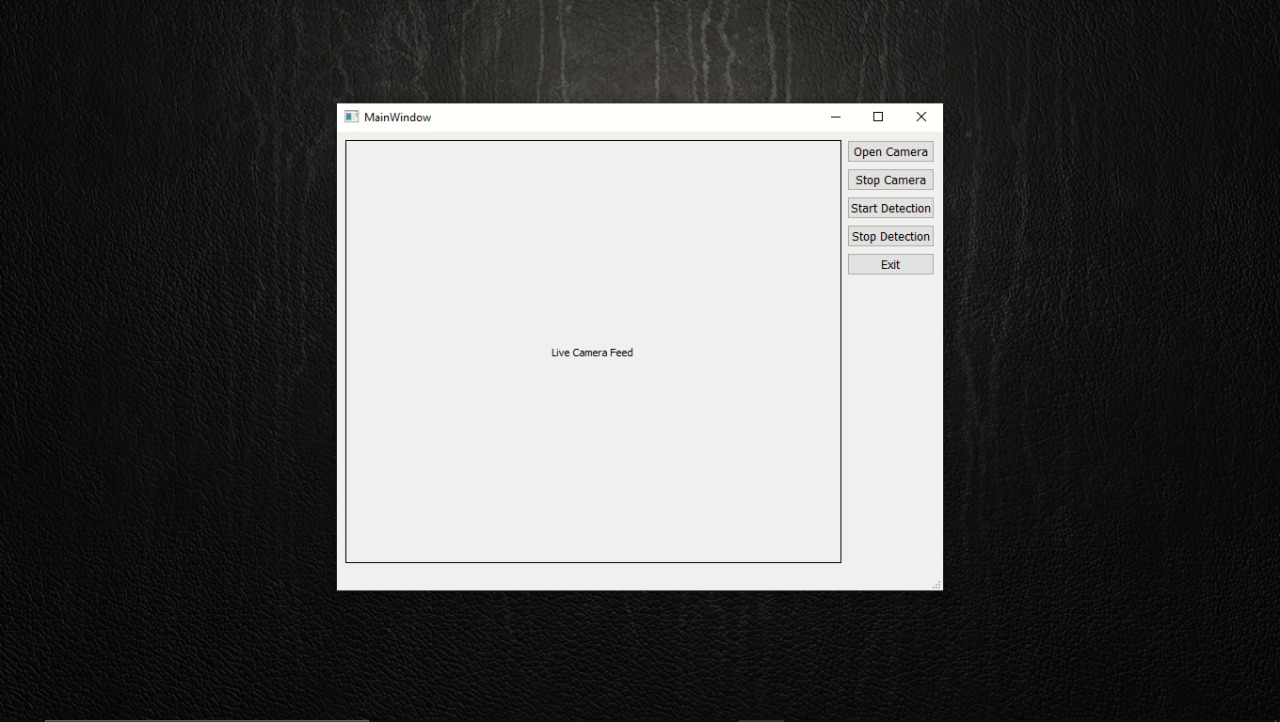 MainWindow
Open Camera
Stop Camera
Start Detection
Stop Detection
Exit
Live Camera Feed